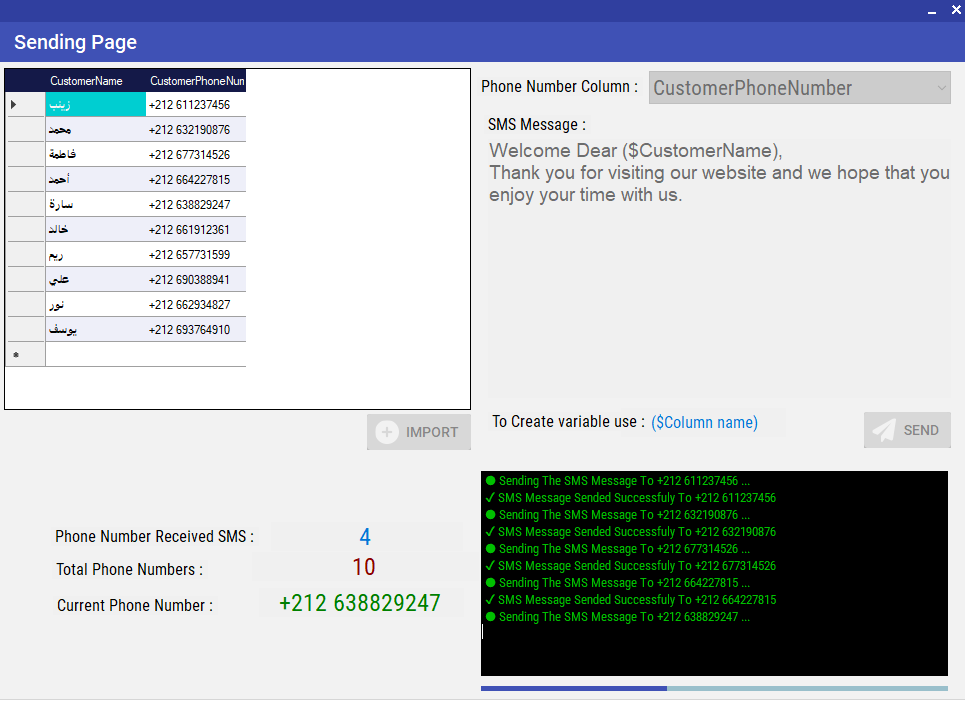 Sending Page
CustomerName CustomerPhoneNum
زينب +212 611237456
محمد +212 632190876
فاطمة +212 677314526
أحمد +212 664227815
سارة +212 638829247
خالد +212 661912361
ريم +212 657731599
علي +212 690388941
نور +212 662934827
يوسف +212 693764910
IMPORT
Phone Number Column : CustomerPhoneNumber
SMS Message :
Welcome Dear ($CustomerName),
Thank you for visiting our website and we hope that you
enjoy your time with us.
To Create variable use : ($Column name)
SEND
Phone Number Received SMS : 4
Total Phone Numbers : 10
Current Phone Number : +212 638829247
● Sending The SMS Message To +212 611237456 ...
✓ SMS Message Sended Successfuly To +212 611237456
● Sending The SMS Message To +212 632190876 ...
✓ SMS Message Sended Successfuly To +212 632190876
● Sending The SMS Message To +212 677314526 ...
✓ SMS Message Sended Successfuly To +212 677314526
● Sending The SMS Message To +212 664227815 ...
✓ SMS Message Sended Successfuly To +212 664227815
● Sending The SMS Message To +212 638829247 ...